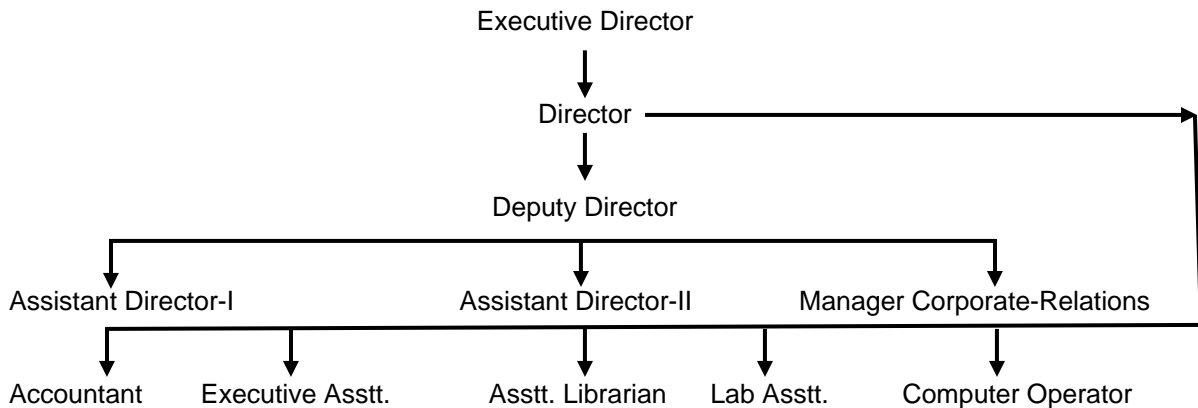 Executive Director
Director
Deputy Director
Assistant Director-I Assistant Director-II Manager Corporate-Relations
Accountant Executive Asstt. Asstt. Librarian Lab Asstt. Computer Operator